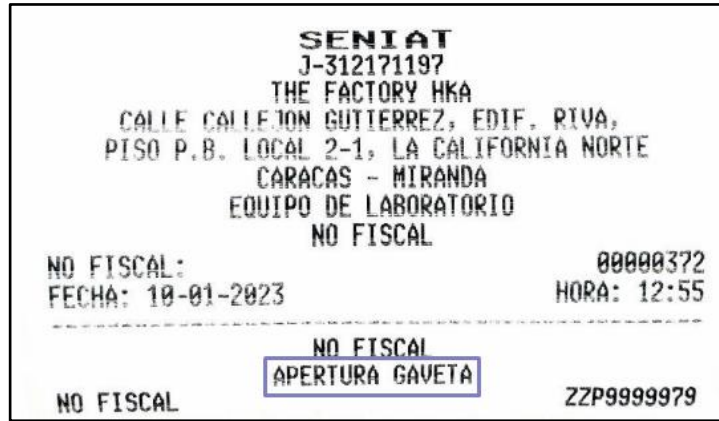 SENIAT
J-312171197
THE FACTORY HKA
CALLE CALLEJON GUTIERREZ, EDIF. RIVA,
PISO P.B. LOCAL 2-1, LA CALIFORNIA NORTE
CARACAS - MIRANDA
EQUIPO DE LABORATORIO
NO FISCAL
NO FISCAL: 00000372
FECHA: 10-01-2023 HORA: 12:55
NO FISCAL
APERTURA GAVETA
NO FISCAL ZZP9999979